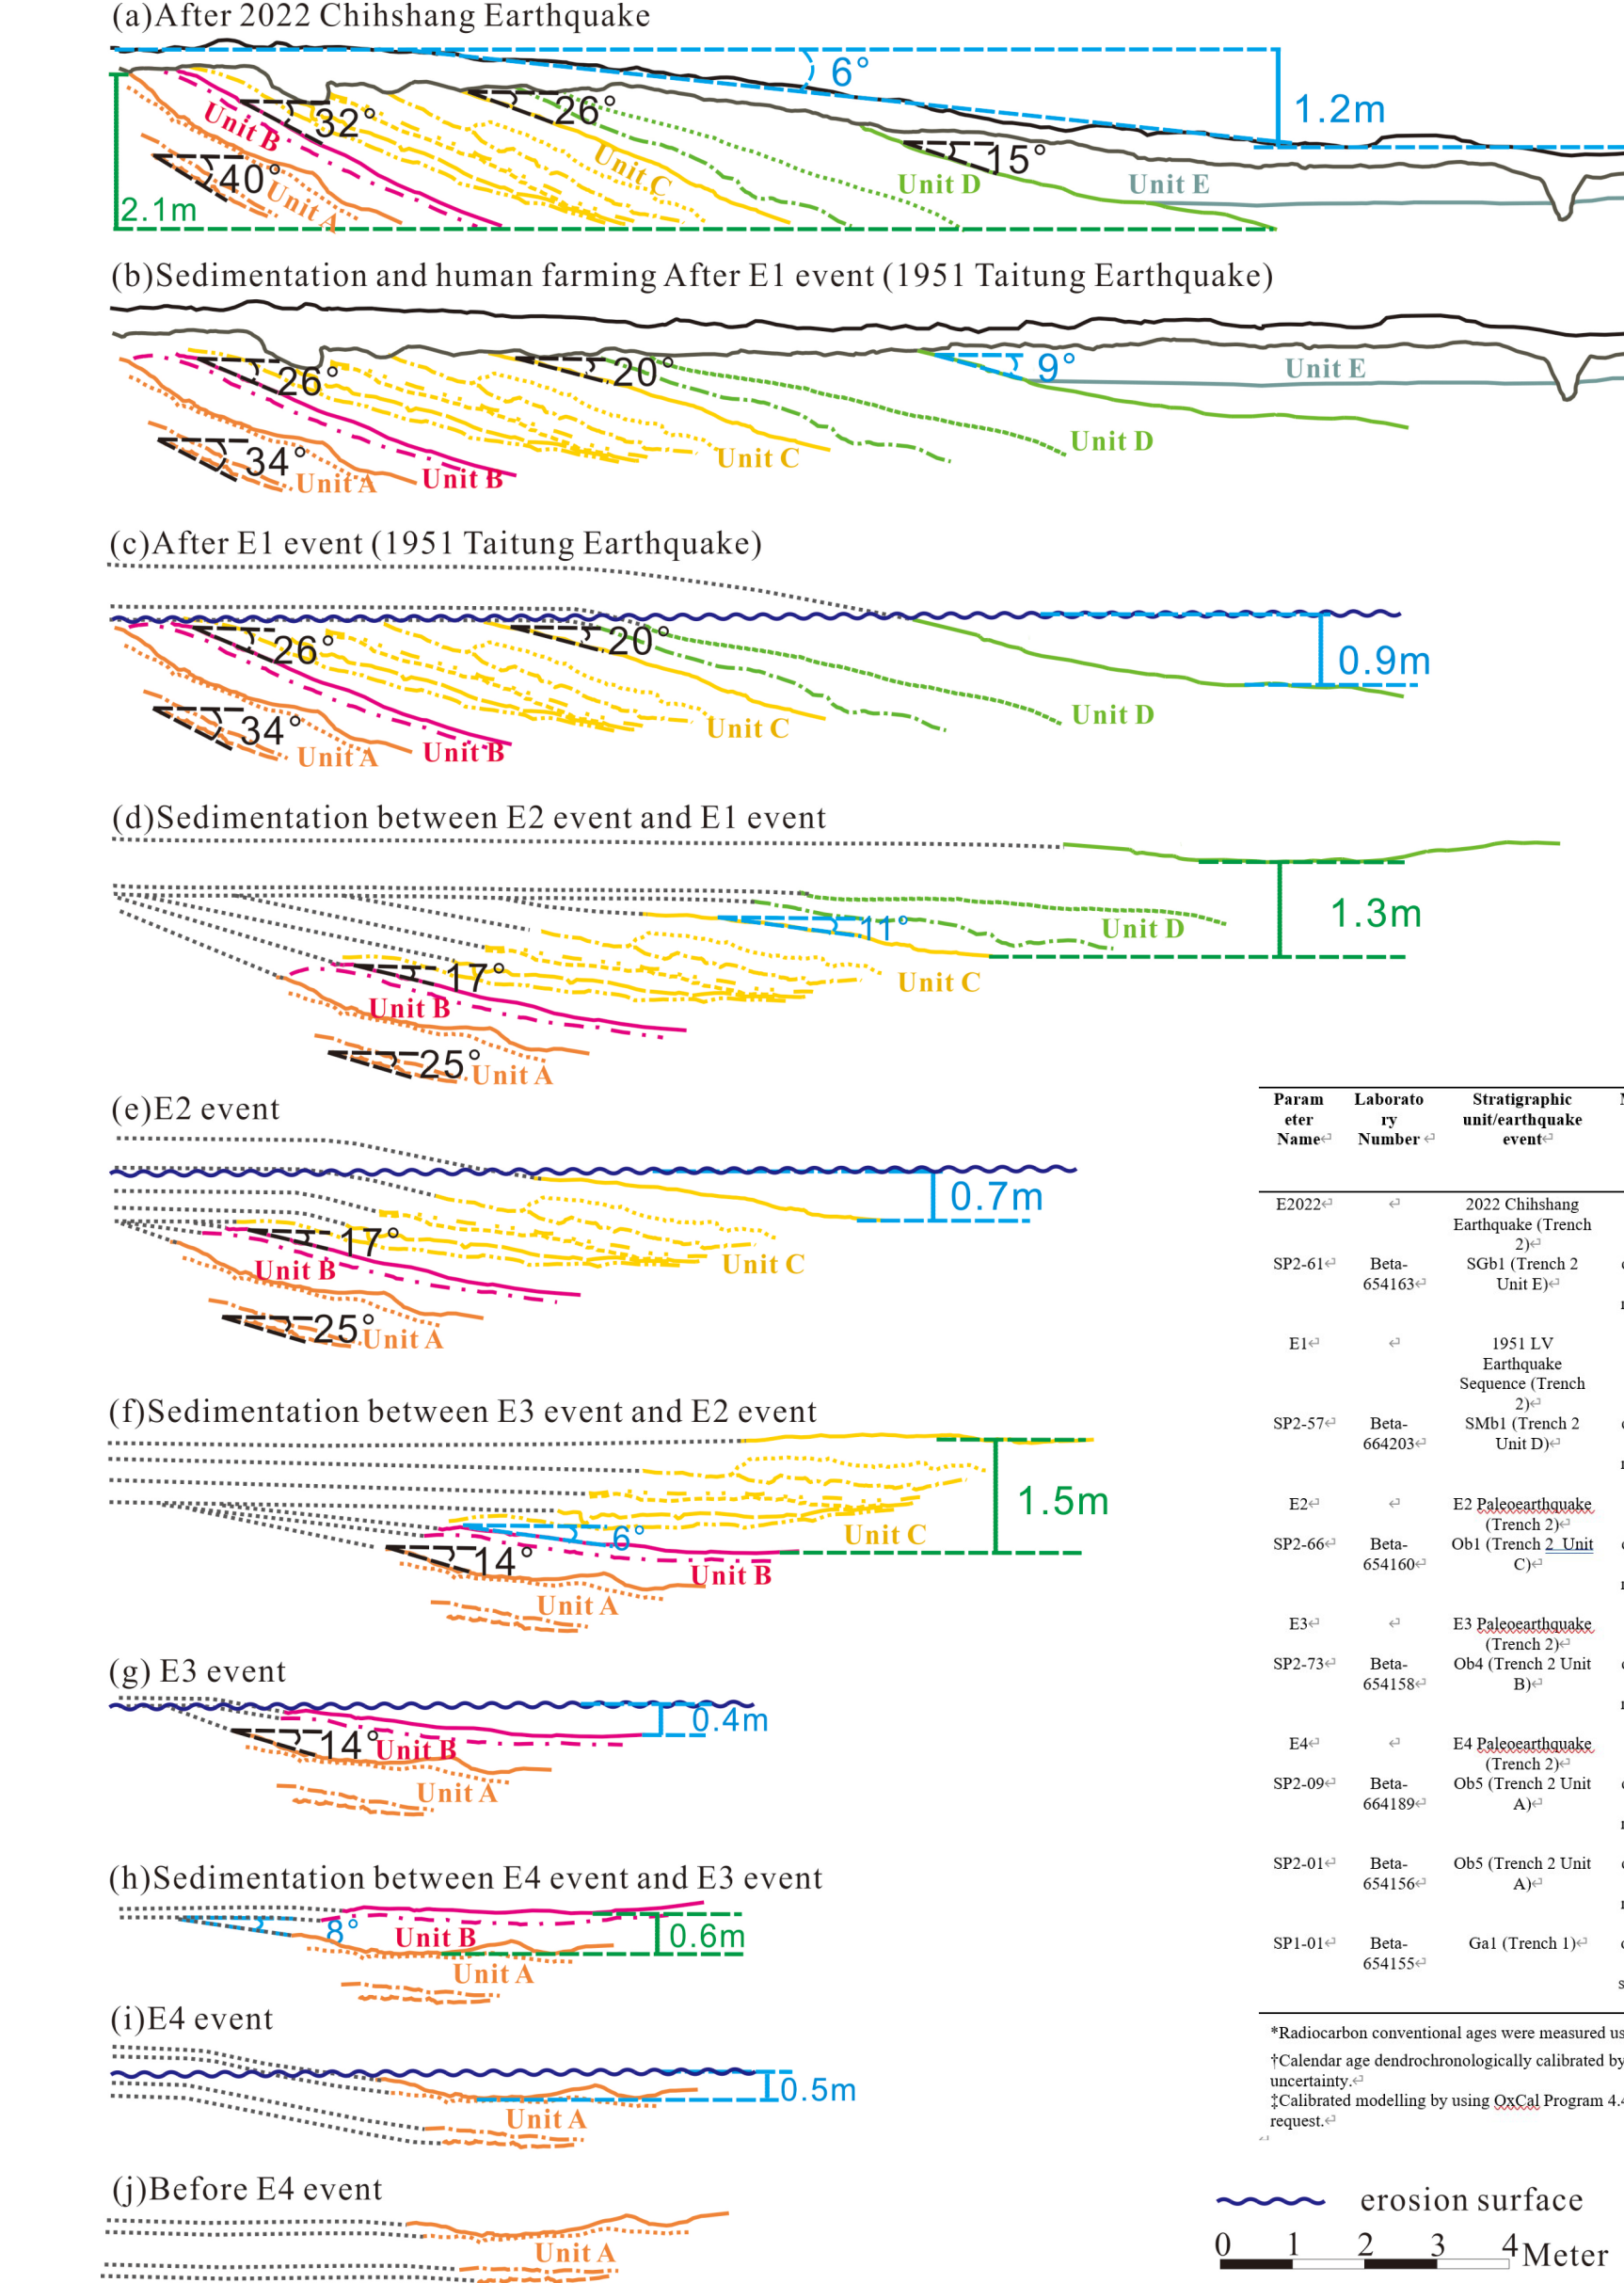 (a)After 2022 Chihshang Earthquake
6°
1.2m
32°
26°
15°
40°
Unit B
Unit C
Unit A
Unit D
Unit E
2.1m
(b)Sedimentation and human farming After E1 event (1951 Taitung Earthquake)
26°
20°
9°
Unit E
34°
Unit A
Unit B
Unit C
Unit D
(c)After E1 event (1951 Taitung Earthquake)
26°
20°
0.9m
34°
Unit A
Unit B
Unit C
Unit D
(d)Sedimentation between E2 event and E1 event
11°
1.3m
Unit D
17°
Unit C
Unit B
25°
Unit A
(e)E2 event
0.7m
17°
Unit C
Unit B
25°
Unit A
(f)Sedimentation between E3 event and E2 event
1.5m
6°
Unit C
14°
Unit B
Unit A
(g) E3 event
0.4m
14°
Unit B
Unit A
(h)Sedimentation between E4 event and E3 event
8°
Unit B
0.6m
Unit A
(i)E4 event
0.5m
Unit A
(j)Before E4 event
Unit A
Param Laborato Stratigraphic
eter ry unit/earthquake
Name Number event
E2022 2022 Chihshang
Earthquake (Trench
2)
SP2-61 Beta- SGb1 (Trench 2
654163 Unit E)
E1 1951 LV
Earthquake
Sequence (Trench
2)
SP2-57 Beta- SMb1 (Trench 2
664203 Unit D)
E2 E2 Paleoearthquake
(Trench 2)
SP2-66 Beta- Ob1 (Trench 2 Unit
654160 C)
E3 E3 Paleoearthquake
(Trench 2)
SP2-73 Beta- Ob4 (Trench 2 Unit
654158 B)
E4 E4 Paleoearthquake
(Trench 2)
SP2-09 Beta- Ob5 (Trench 2 Unit
664189 A)
SP2-01 Beta- Ob5 (Trench 2 Unit
654156 A)
SP1-01 Beta- Ga1 (Trench 1)
654155
*Radiocarbon conventional ages were measured us
†Calendar age dendrochronologically calibrated by
uncertainty.
‡Calibrated modelling by using OxCal Program 4.4
request.
erosion surface
0 1 2 3 4 Meter